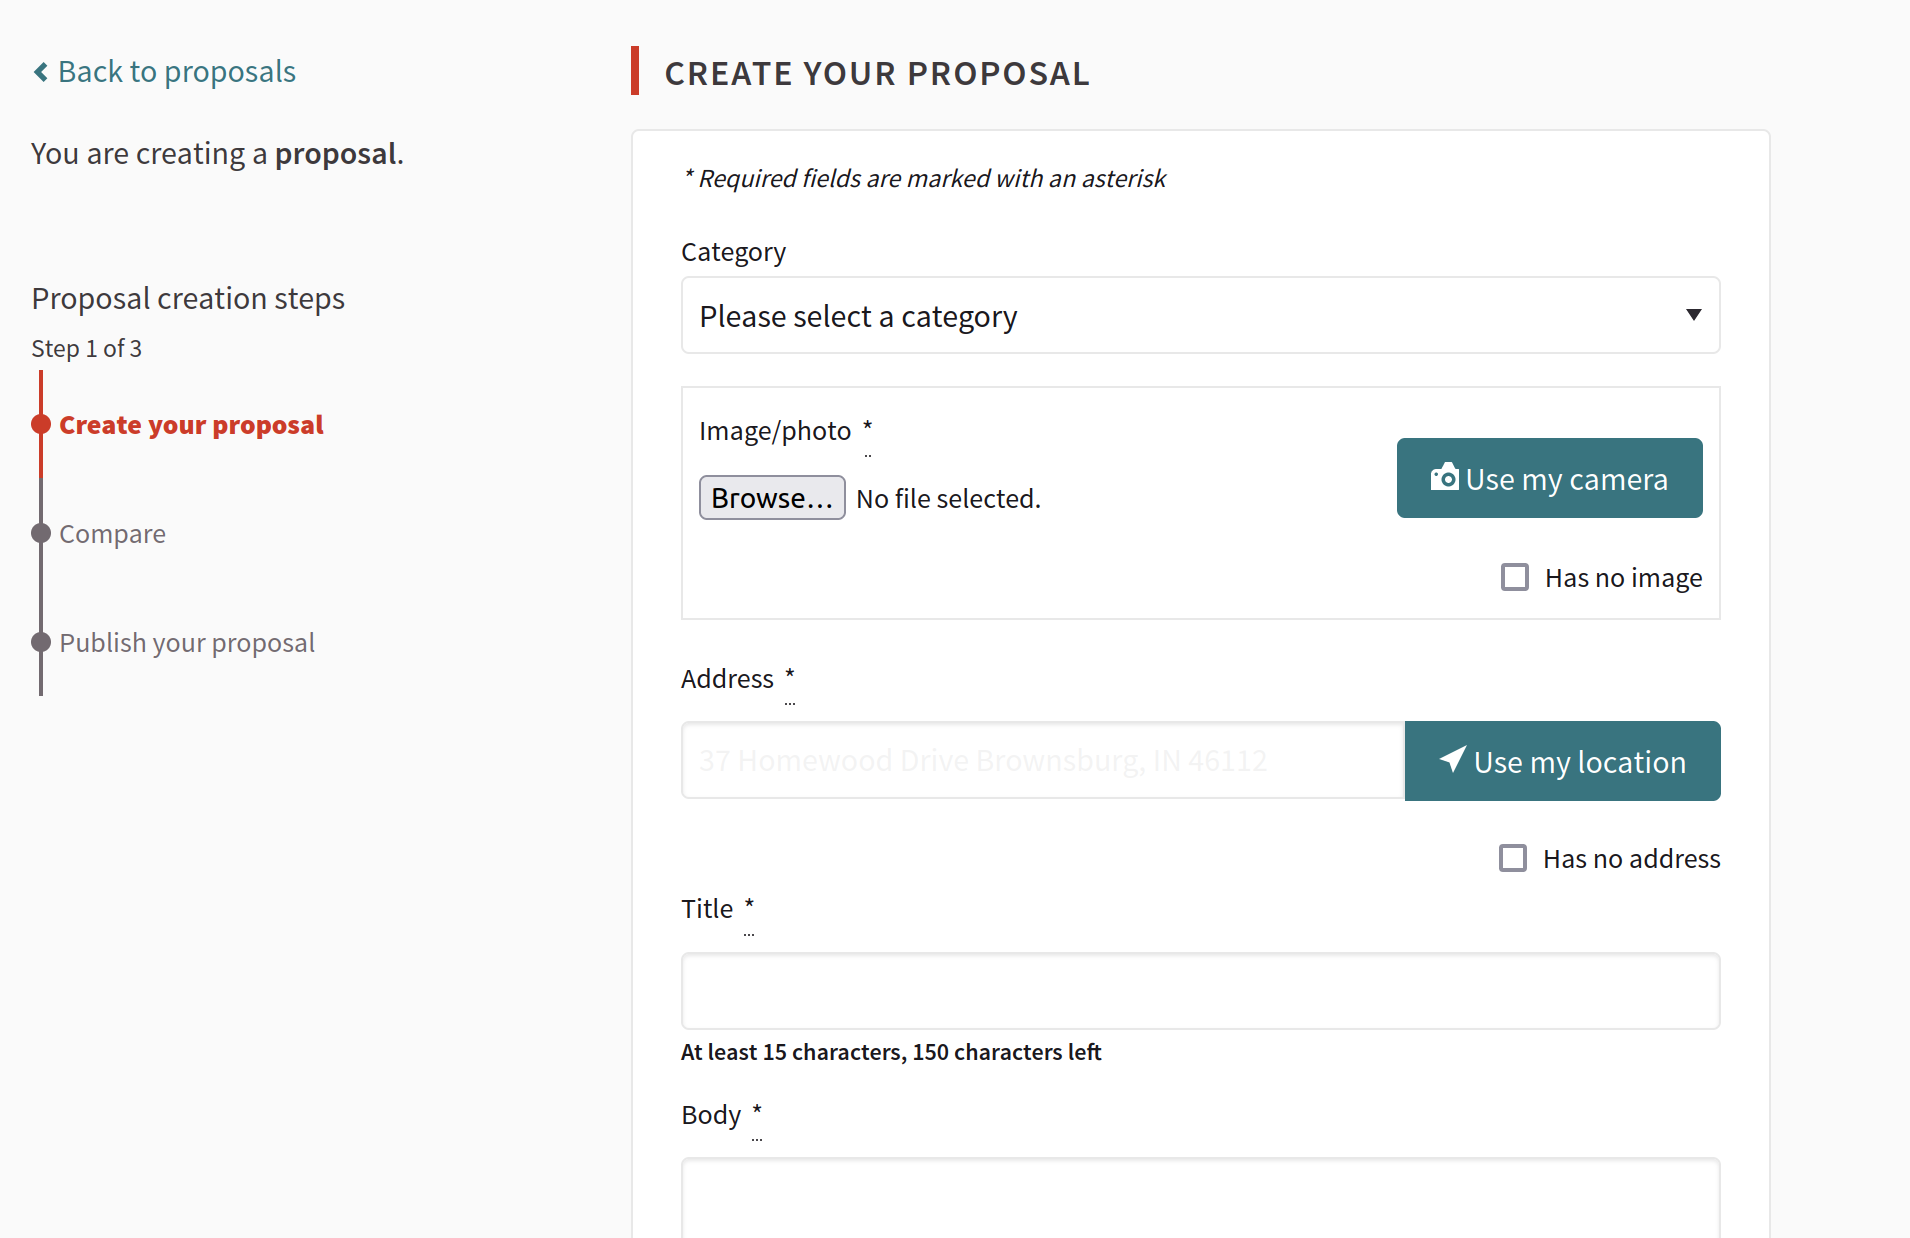 Back to proposals
You are creating a proposal.
Proposal creation steps
Step 1 of 3
Create your proposal
Compare
Publish your proposal
CREATE YOUR PROPOSAL
* Required fields are marked with an asterisk
Category
Please select a category
Image/photo *
Browse... No file selected.
Use my camera
Has no image
Address *
37 Homewood Drive Brownsburg, IN 46112
Use my location
Has no address
Title *
At least 15 characters, 150 characters left
Body *